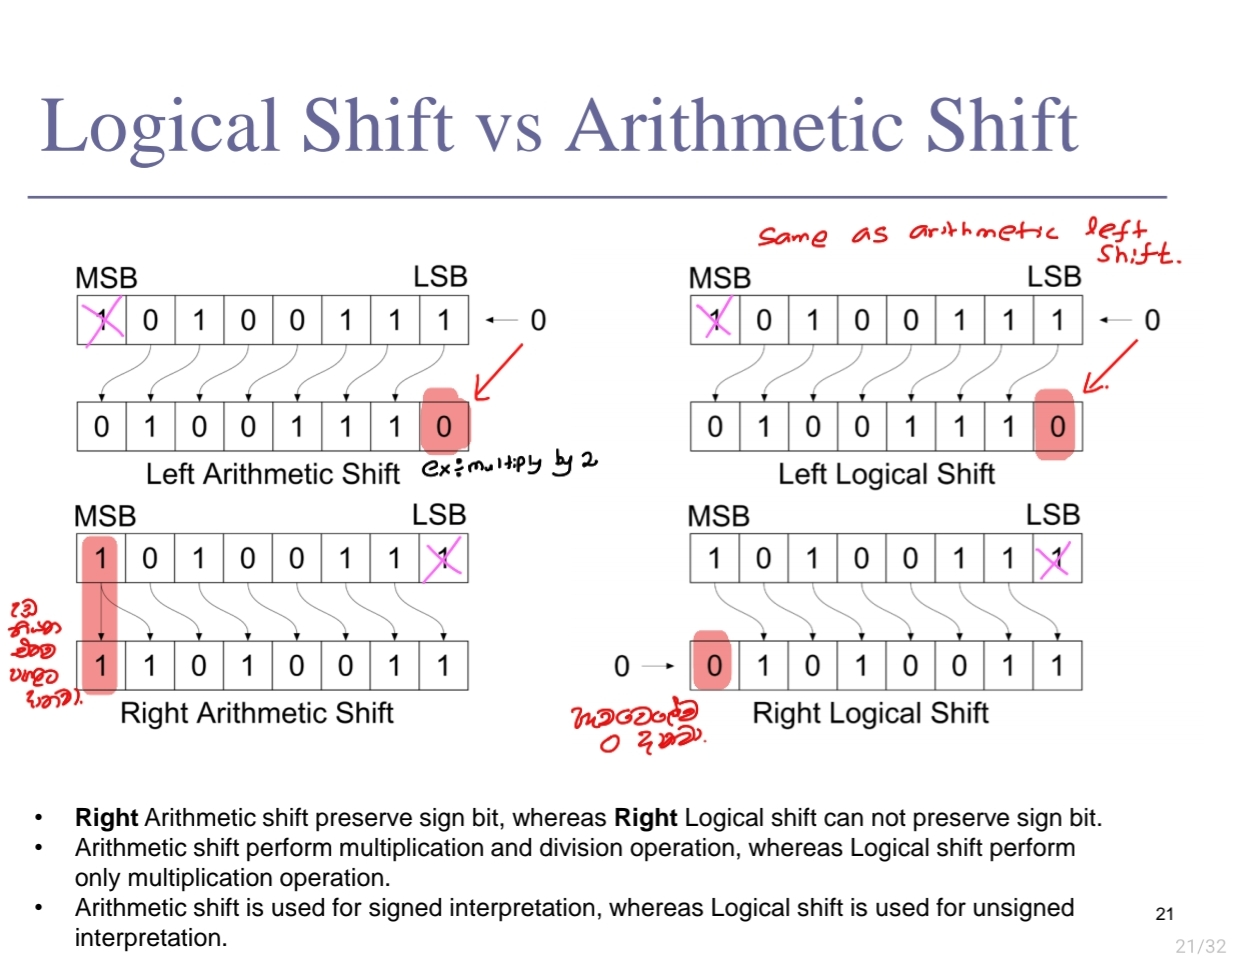 Logical Shift vs Arithmetic Shift
same as arithmetic left
shift.
MSB LSB
1 0 1 0 0 1 1 1 0
0 1 0 0 1 1 1 0
Left Arithmetic Shift
ex: multiply by 2
MSB LSB
1 0 1 0 0 1 1 1 0
0 1 0 0 1 1 1 0
Left Logical Shift
MSB LSB
1 0 1 0 0 1 1 1
1 1 0 1 0 0 1 1
Right Arithmetic Shift
MSB LSB
1 0 1 0 0 1 1 1
0 0 1 0 1 0 0 1 1
Right Logical Shift
හැමවෙලේම
0 දානවා.
• Right Arithmetic shift preserve sign bit, whereas Right Logical shift can not preserve sign bit.
• Arithmetic shift perform multiplication and division operation, whereas Logical shift perform
only multiplication operation.
• Arithmetic shift is used for signed interpretation, whereas Logical shift is used for unsigned
interpretation.
21
21/32